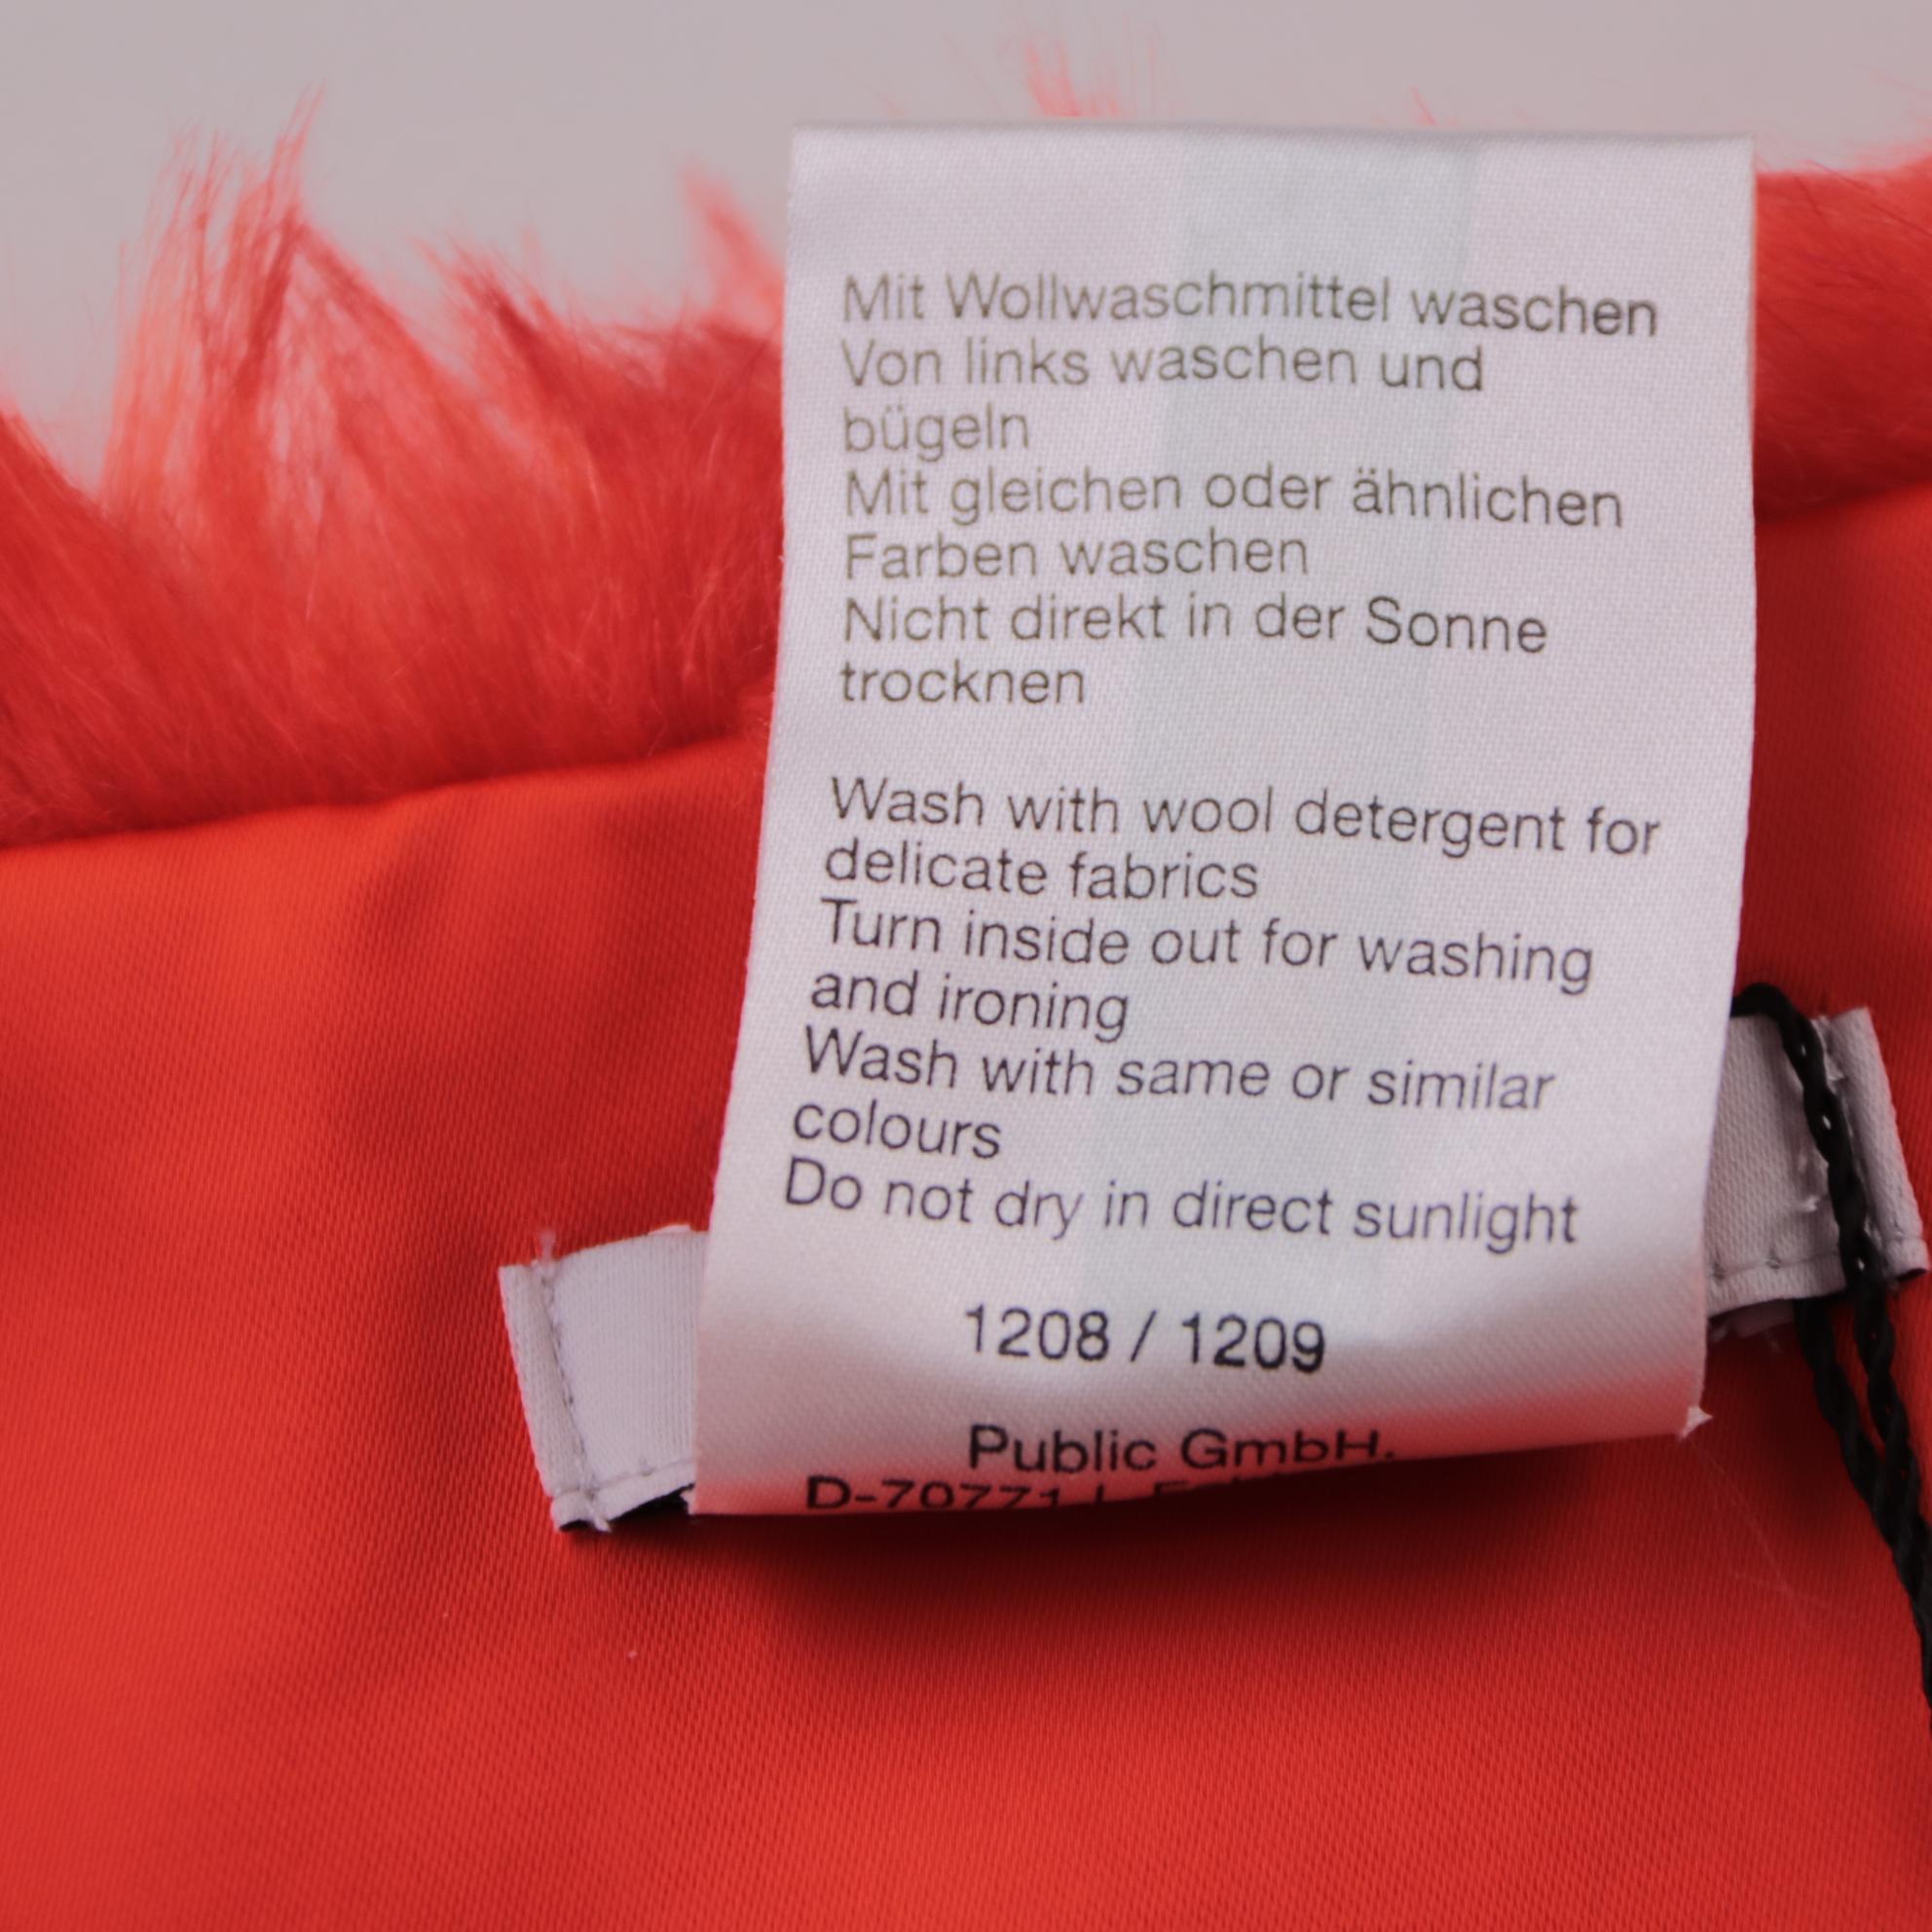 Mit Wollwaschmittel waschen
Von links waschen und
bügeln
Mit gleichen oder ähnlichen
Farben waschen
Nicht direkt in der Sonne
trocknen
Wash with wool detergent for
delicate fabrics
Turn inside out for washing
and ironing
Wash with same or similar
colours
Do not dry in direct sunlight
1208 / 1209
Public GmbH.
D-70771